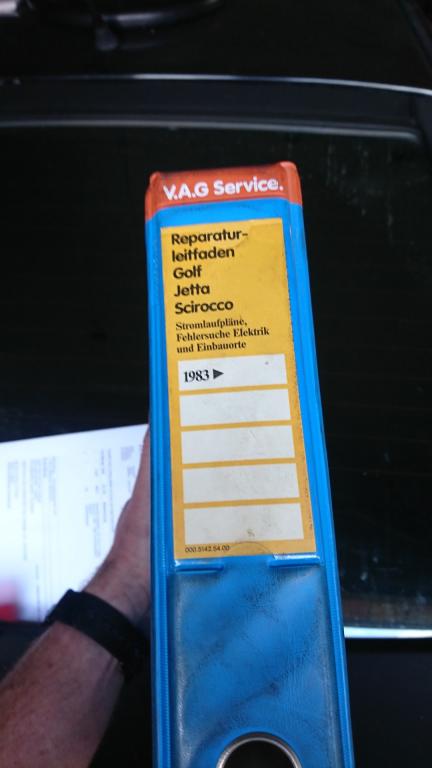 V.A.G Service.
Reparatur-
leitfaden
Golf
Jetta
Scirocco
Stromlaufpläne,
Fehlersuche Elektrik
und Einbauorte
1983 ▶
000.5142.54.00